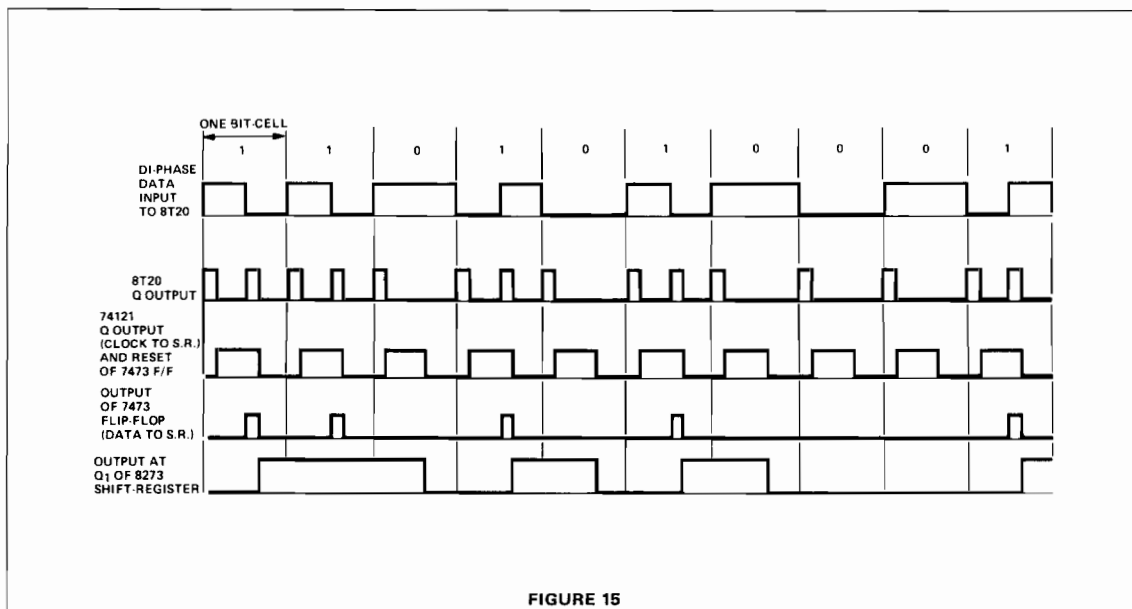 ONE BIT-CELL
1 1 0 1 0 1 0 0 0 1
DI-PHASE
DATA
INPUT
TO 8T20
8T20
Q OUTPUT
74121
Q OUTPUT
(CLOCK TO S.R.)
AND RESET
OF 7473 F/F
OUTPUT
OF 7473
FLIP-FLOP
(DATA TO S.R.)
OUTPUT AT
Q1 OF 8273
SHIFT-REGISTER
FIGURE 15